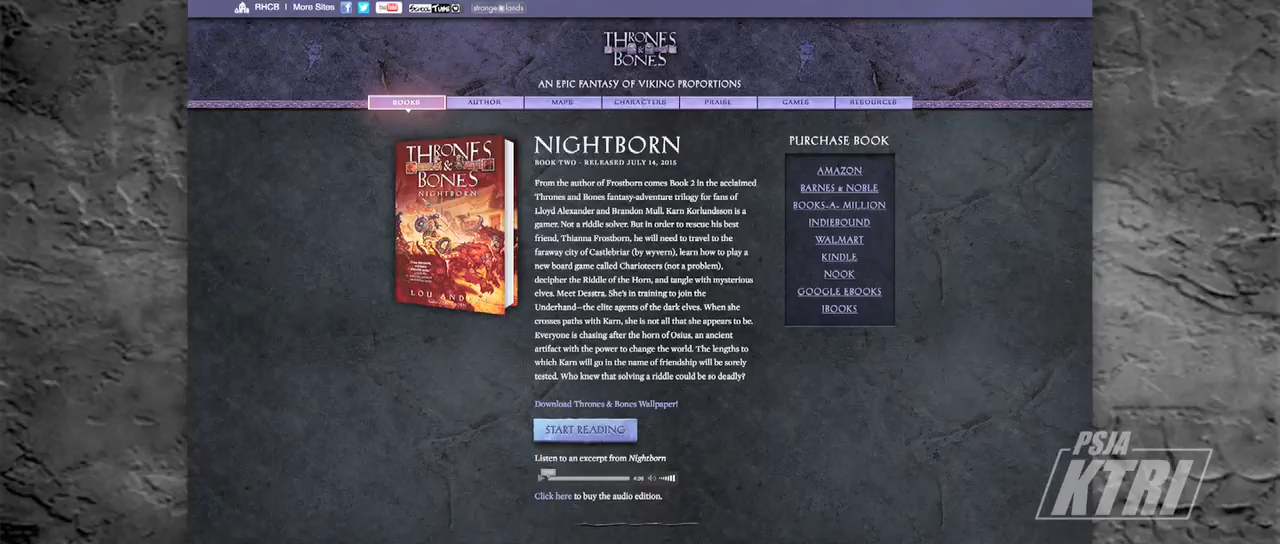 RHCB | More Sites You Tube SCHOOLTUBE strange lands
THRONES
&
BONES
AN EPIC FANTASY OF VIKING PROPORTIONS
BOOKS AUTHOR MAPS CHARACTERS PRAISE GAMES RESOURCES
THRONES
&
BONES
NIGHTBORN
LOU AND
NIGHTBORN
BOOK TWO - RELEASED JULY 14, 2015
From the author of Frostborn comes Book 2 in the acclaimed
Thrones and Bones fantasy-adventure trilogy for fans of
Lloyd Alexander and Brandon Mull. Karn Korlundsson is a
gamer. Not a riddle solver. But in order to rescue his best
friend, Thianna Frostborn, he will need to travel to the
faraway city of Castlebriar (by wyvern), learn how to play a
new board game called Charioteers (not a problem),
decipher the Riddle of the Horn, and tangle with mysterious
elves. Meet Desstra. She's in training to join the
Underhand—the elite agents of the dark elves. When she
crosses paths with Karn, she is not all that she appears to be.
Everyone is chasing after the horn of Osius, an ancient
artifact with the power to change the world. The lengths to
which Karn will go in the name of friendship will be sorely
tested. Who knew that solving a riddle could be so deadly?
Download Thrones & Bones Wallpaper!
START READING
Listen to an excerpt from Nightborn
4:26
Click here to buy the audio edition.
PURCHASE BOOK
AMAZON
BARNES & NOBLE
BOOKS-A- MILLION
INDIEBOUND
WALMART
KINDLE
NOOK
GOOGLE EBOOKS
IBOOKS
PSJA
KTRI